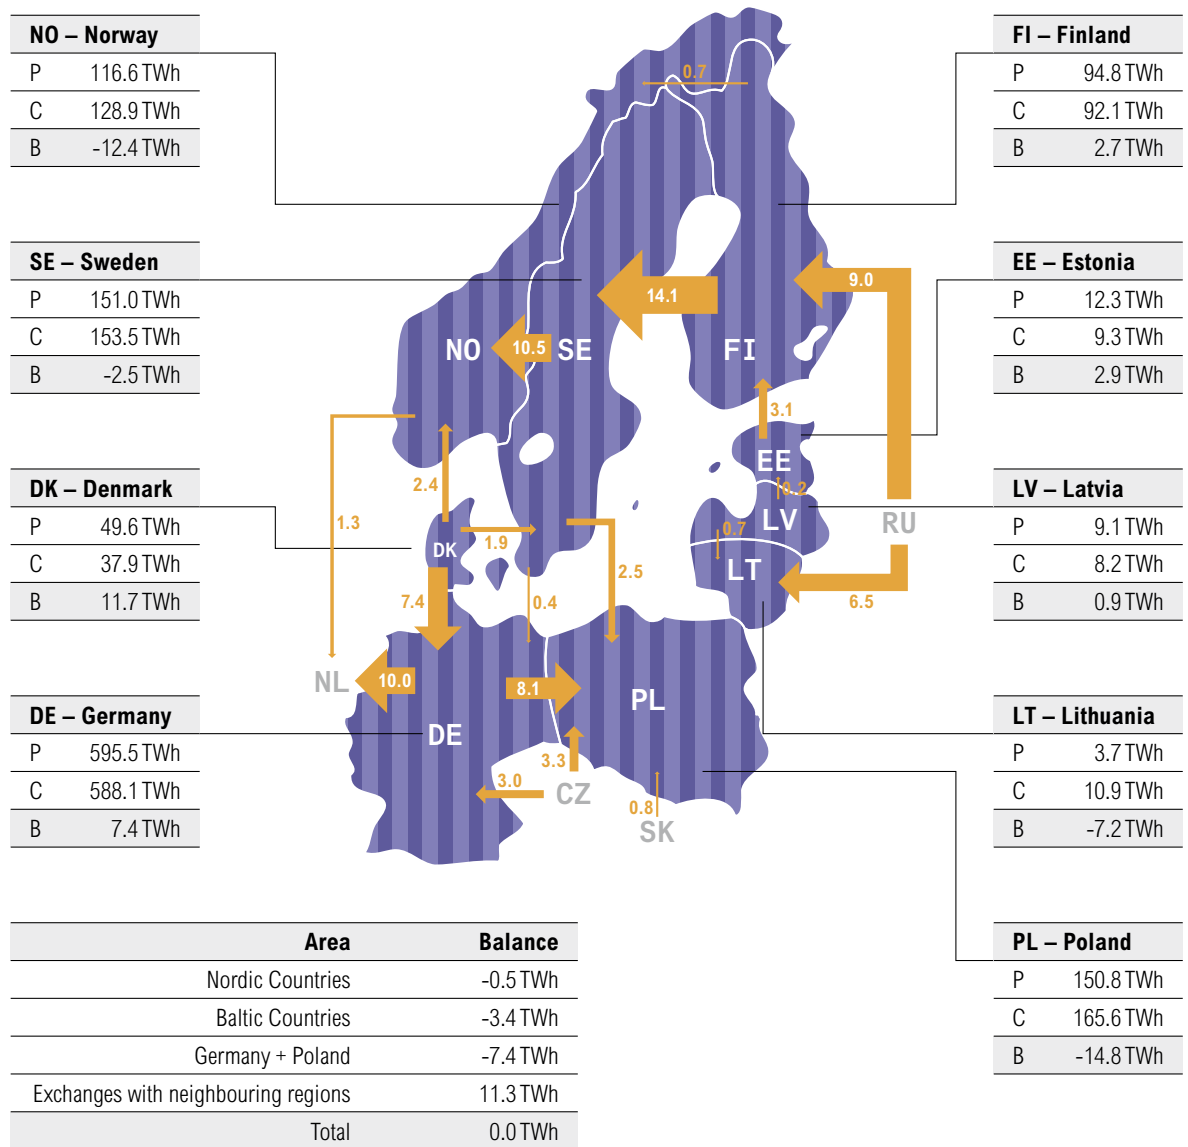 NO – Norway
P 116.6 TWh
C 128.9 TWh
B -12.4 TWh
SE – Sweden
P 151.0 TWh
C 153.5 TWh
B -2.5 TWh
DK – Denmark
P 49.6 TWh
C 37.9 TWh
B 11.7 TWh
DE – Germany
P 595.5 TWh
C 588.1 TWh
B 7.4 TWh
FI – Finland
P 94.8 TWh
C 92.1 TWh
B 2.7 TWh
EE – Estonia
P 12.3 TWh
C 9.3 TWh
B 2.9 TWh
LV – Latvia
P 9.1 TWh
C 8.2 TWh
B 0.9 TWh
LT – Lithuania
P 3.7 TWh
C 10.9 TWh
B -7.2 TWh
PL – Poland
P 150.8 TWh
C 165.6 TWh
B -14.8 TWh
0.7
9.0
14.1
NO
10.5
SE
FI
3.1
EE
2.4
0.2
LV
RU
1.3
0.7
1.9
DK
LT
2.5
7.4
0.4
6.5
NL
10.0
8.1
PL
DE
3.3
3.0
CZ
0.8
SK
Area Balance
Nordic Countries -0.5 TWh
Baltic Countries -3.4 TWh
Germany + Poland -7.4 TWh
Exchanges with neighbouring regions 11.3 TWh
Total 0.0 TWh